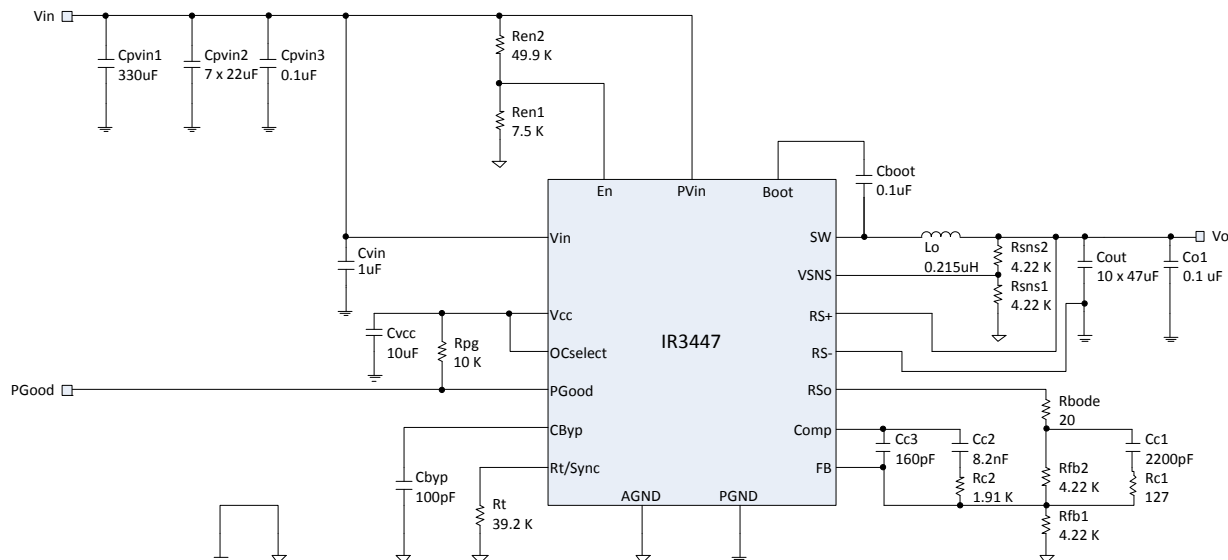 Vin
Cpvin1
330uF
Cpvin2
7 x 22uF
Cpvin3
0.1uF
Ren2
49.9 K
Ren1
7.5 K
Cboot
0.1uF
En
PVin
Boot
Vin
Cvin
1uF
SW
Lo
0.215uH
Rsns2
4.22 K
Rsns1
4.22 K
Cout
10 x 47uF
Co1
0.1 uF
Vo
VSNS
Vcc
Cvcc
10uF
Rpg
10 K
OCselect
IR3447
RS+
RS-
PGood
PGood
RSo
Rbode
20
CByp
Comp
Cc3
160pF
Cc2
8.2nF
Rc2
1.91 K
Cc1
2200pF
Rc1
127
Rfb2
4.22 K
Rfb1
4.22 K
Rt/Sync
FB
Cbyp
100pF
Rt
39.2 K
AGND
PGND